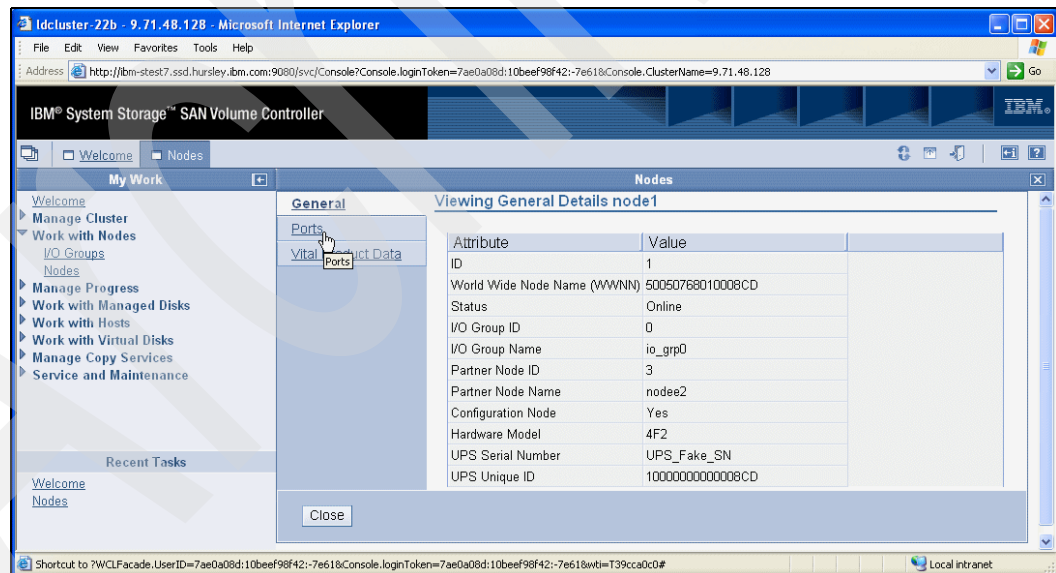 ldcluster-22b - 9.71.48.128 - Microsoft Internet Explorer
File Edit View Favorites Tools Help
Address http://ibm-stest7.ssd.hursley.ibm.com:9080/svc/Console?Console.loginToken=7ae0a08d:10beef98f42:-7e61&Console.ClusterName=9.71.48.128 Go
IBM® System Storage™ SAN Volume Controller IBM.
Welcome Nodes
My Work
Welcome
Manage Cluster
Work with Nodes
I/O Groups
Nodes
Manage Progress
Work with Managed Disks
Work with Hosts
Work with Virtual Disks
Manage Copy Services
Service and Maintenance
Recent Tasks
Welcome
Nodes
Nodes
General
Ports
Vital Product Data
Ports
Viewing General Details node1
Attribute Value
ID 1
World Wide Node Name (WWNN) 50050768010008CD
Status Online
I/O Group ID 0
I/O Group Name io_grp0
Partner Node ID 3
Partner Node Name nodee2
Configuration Node Yes
Hardware Model 4F2
UPS Serial Number UPS_Fake_SN
UPS Unique ID 10000000000008CD
Close
Shortcut to ?WCLFacade.UserID=7ae0a08d:10beef98f42:-7e61&Console.loginToken=7ae0a08d:10beef98f42:-7e61&wti=T39cca0c0# Local intranet